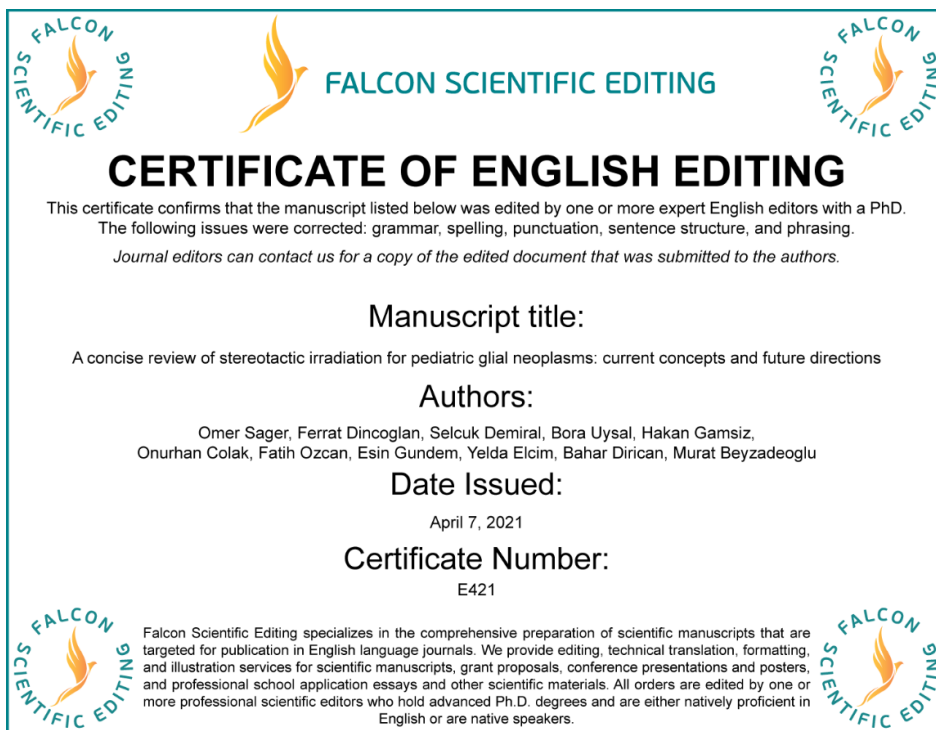 FALCON SCIENTIFIC EDITING
FALCON SCIENTIFIC EDITING
FALCON SCIENTIFIC EDITING
CERTIFICATE OF ENGLISH EDITING
This certificate confirms that the manuscript listed below was edited by one or more expert English editors with a PhD.
The following issues were corrected: grammar, spelling, punctuation, sentence structure, and phrasing.
Journal editors can contact us for a copy of the edited document that was submitted to the authors.
Manuscript title:
A concise review of stereotactic irradiation for pediatric glial neoplasms: current concepts and future directions
Authors:
Omer Sager, Ferrat Dincoglan, Selcuk Demiral, Bora Uysal, Hakan Gamsiz,
Onurhan Colak, Fatih Ozcan, Esin Gundem, Yelda Elcim, Bahar Dirican, Murat Beyzadeoglu
Date Issued:
April 7, 2021
Certificate Number:
E421
FALCON SCIENTIFIC EDITING
Falcon Scientific Editing specializes in the comprehensive preparation of scientific manuscripts that are
targeted for publication in English language journals. We provide editing, technical translation, formatting,
and illustration services for scientific manuscripts, grant proposals, conference presentations and posters,
and professional school application essays and other scientific materials. All orders are edited by one or
more professional scientific editors who hold advanced Ph.D. degrees and are either natively proficient in
English or are native speakers.
FALCON SCIENTIFIC EDITING